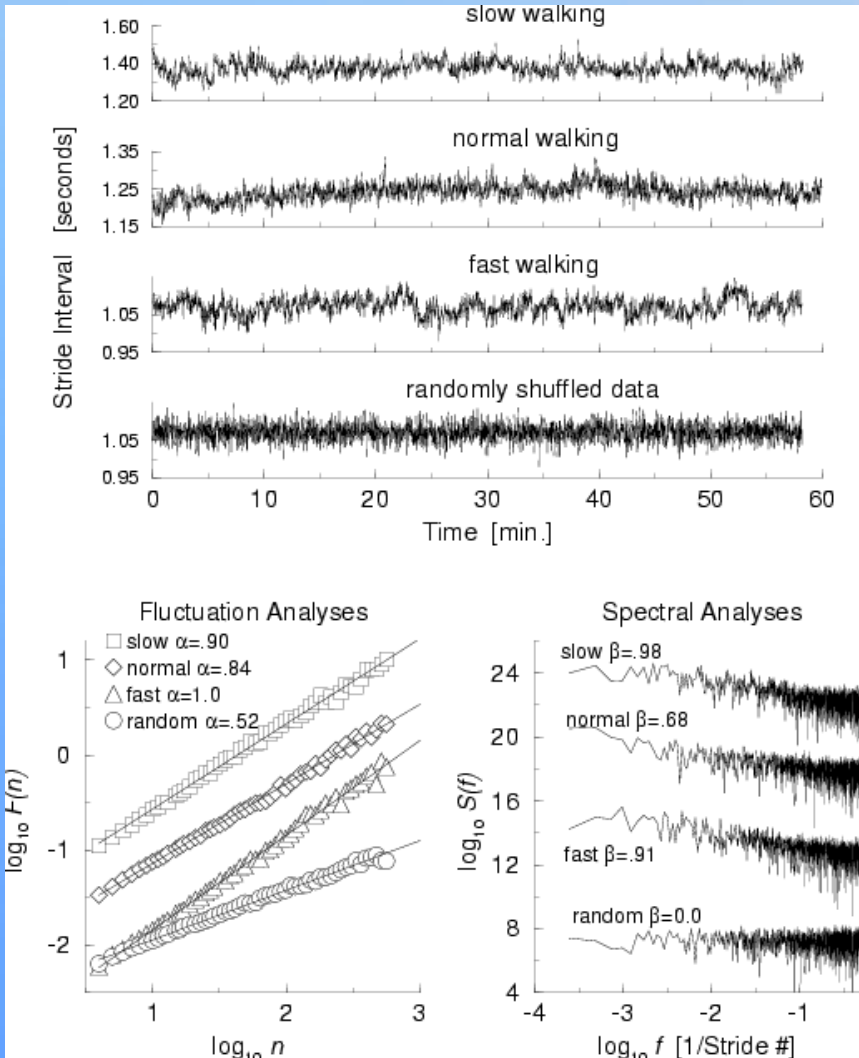 slow walking
1.60
1.40
1.20
normal walking
1.35
1.25
1.15
fast walking
1.05
0.95
randomly shuffled data
1.05
0.95
0 10 20 30 40 50 60
Time [min.]
Stride Interval [seconds]
Fluctuation Analyses
slow α=.90
normal α=.84
fast α=1.0
random α=.52
1
0
-1
-2
log10 F(n)
1 2 3
log10 n
Spectral Analyses
slow β=.98
normal β=.68
fast β=.91
random β=0.0
24
20
16
12
8
4
log10 S(f)
-4 -3 -2 -1
log10 f [1/Stride #]